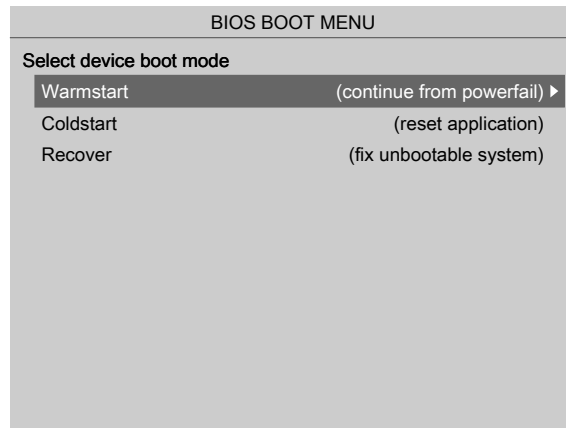 BIOS BOOT MENU
Select device boot mode
Warmstart (continue from powerfail)
Coldstart (reset application)
Recover (fix unbootable system)